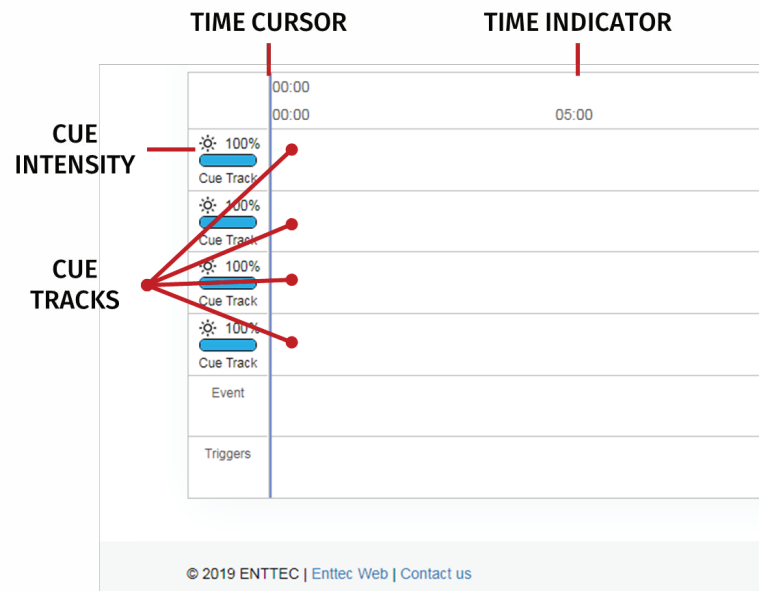 TIME CURSOR
TIME INDICATOR
00:00
00:00
05:00
CUE
INTENSITY
100%
Cue Track
100%
Cue Track
CUE
TRACKS
100%
Cue Track
100%
Cue Track
Event
Triggers
© 2019 ENTTEC | Enttec Web | Contact us